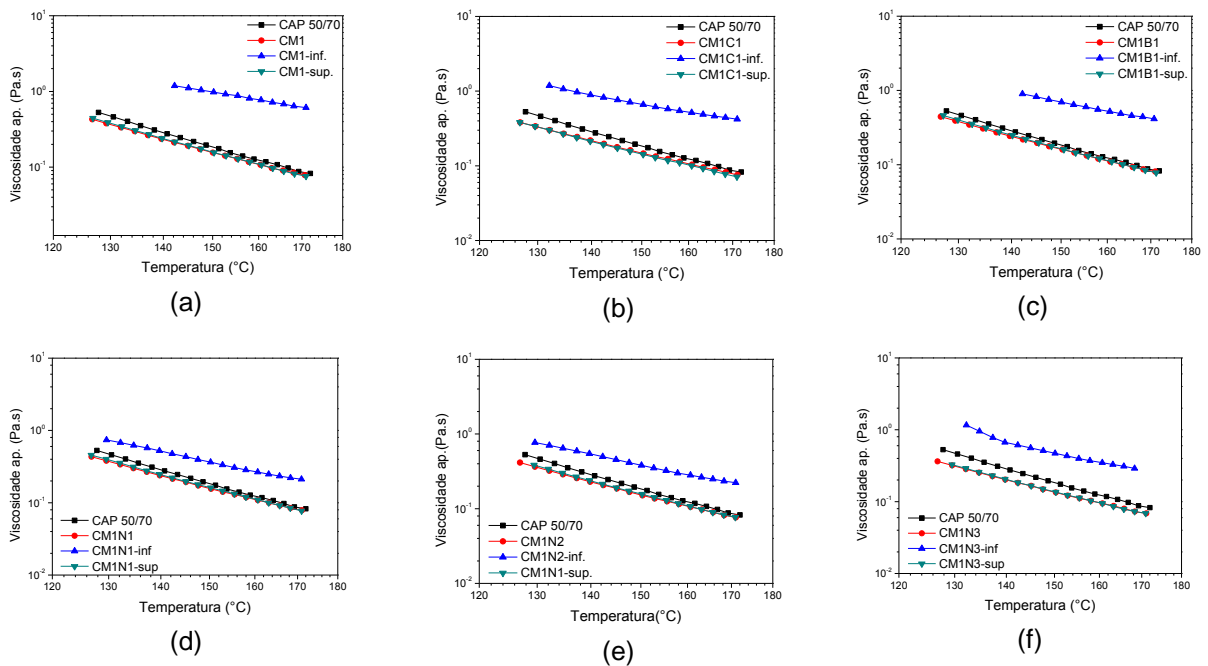 10¹
10⁰
10⁻¹
Viscosidade ap. (Pa.s)
CAP 50/70
CM1
CM1-inf.
CM1-sup.
120 130 140 150 160 170 180
Temperatura (°C)
(a)
10¹
10⁰
10⁻¹
10⁻²
Viscosidade ap. (Pa.s)
CAP 50/70
CM1C1
CM1C1-inf.
CM1C1-sup.
120 130 140 150 160 170 180
Temperatura (°C)
(b)
10¹
10⁰
10⁻¹
10⁻²
Viscosidade ap. (Pa.s)
CAP 50/70
CM1B1
CM1B1-inf.
CM1B1-sup.
120 130 140 150 160 170 180
Temperatura (°C)
(c)
10¹
10⁰
10⁻¹
10⁻²
Viscosidade ap. (Pa.s)
CAP 50/70
CM1N1
CM1N1-inf
CM1N1-sup
120 130 140 150 160 170 180
Temperatura (°C)
(d)
10¹
10⁰
10⁻¹
10⁻²
Viscosidade ap.(Pa.s)
CAP 50/70
CM1N2
CM1N2-inf.
CM1N1-sup.
120 130 140 150 160 170 180
Temperatura(°C)
(e)
10¹
10⁰
10⁻¹
10⁻²
Viscosidade ap. (Pa.s)
CAP 50/70
CM1N3
CM1N3-inf
CM1N3-sup
120 130 140 150 160 170 180
Temperatura (°C)
(f)